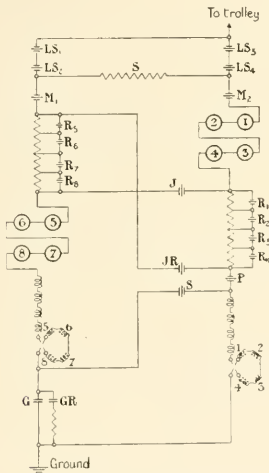 To trolley
LS₁ LS₃
LS₂ S LS₄
M₁ M₂
R₅ 2 1
R₆
R₇ 4 3
R₈
J
6 5 R₁
R₂
8 7 R₃
JR R₄
P
S
5 6
8 7 1 2
4 3
G GR
Ground